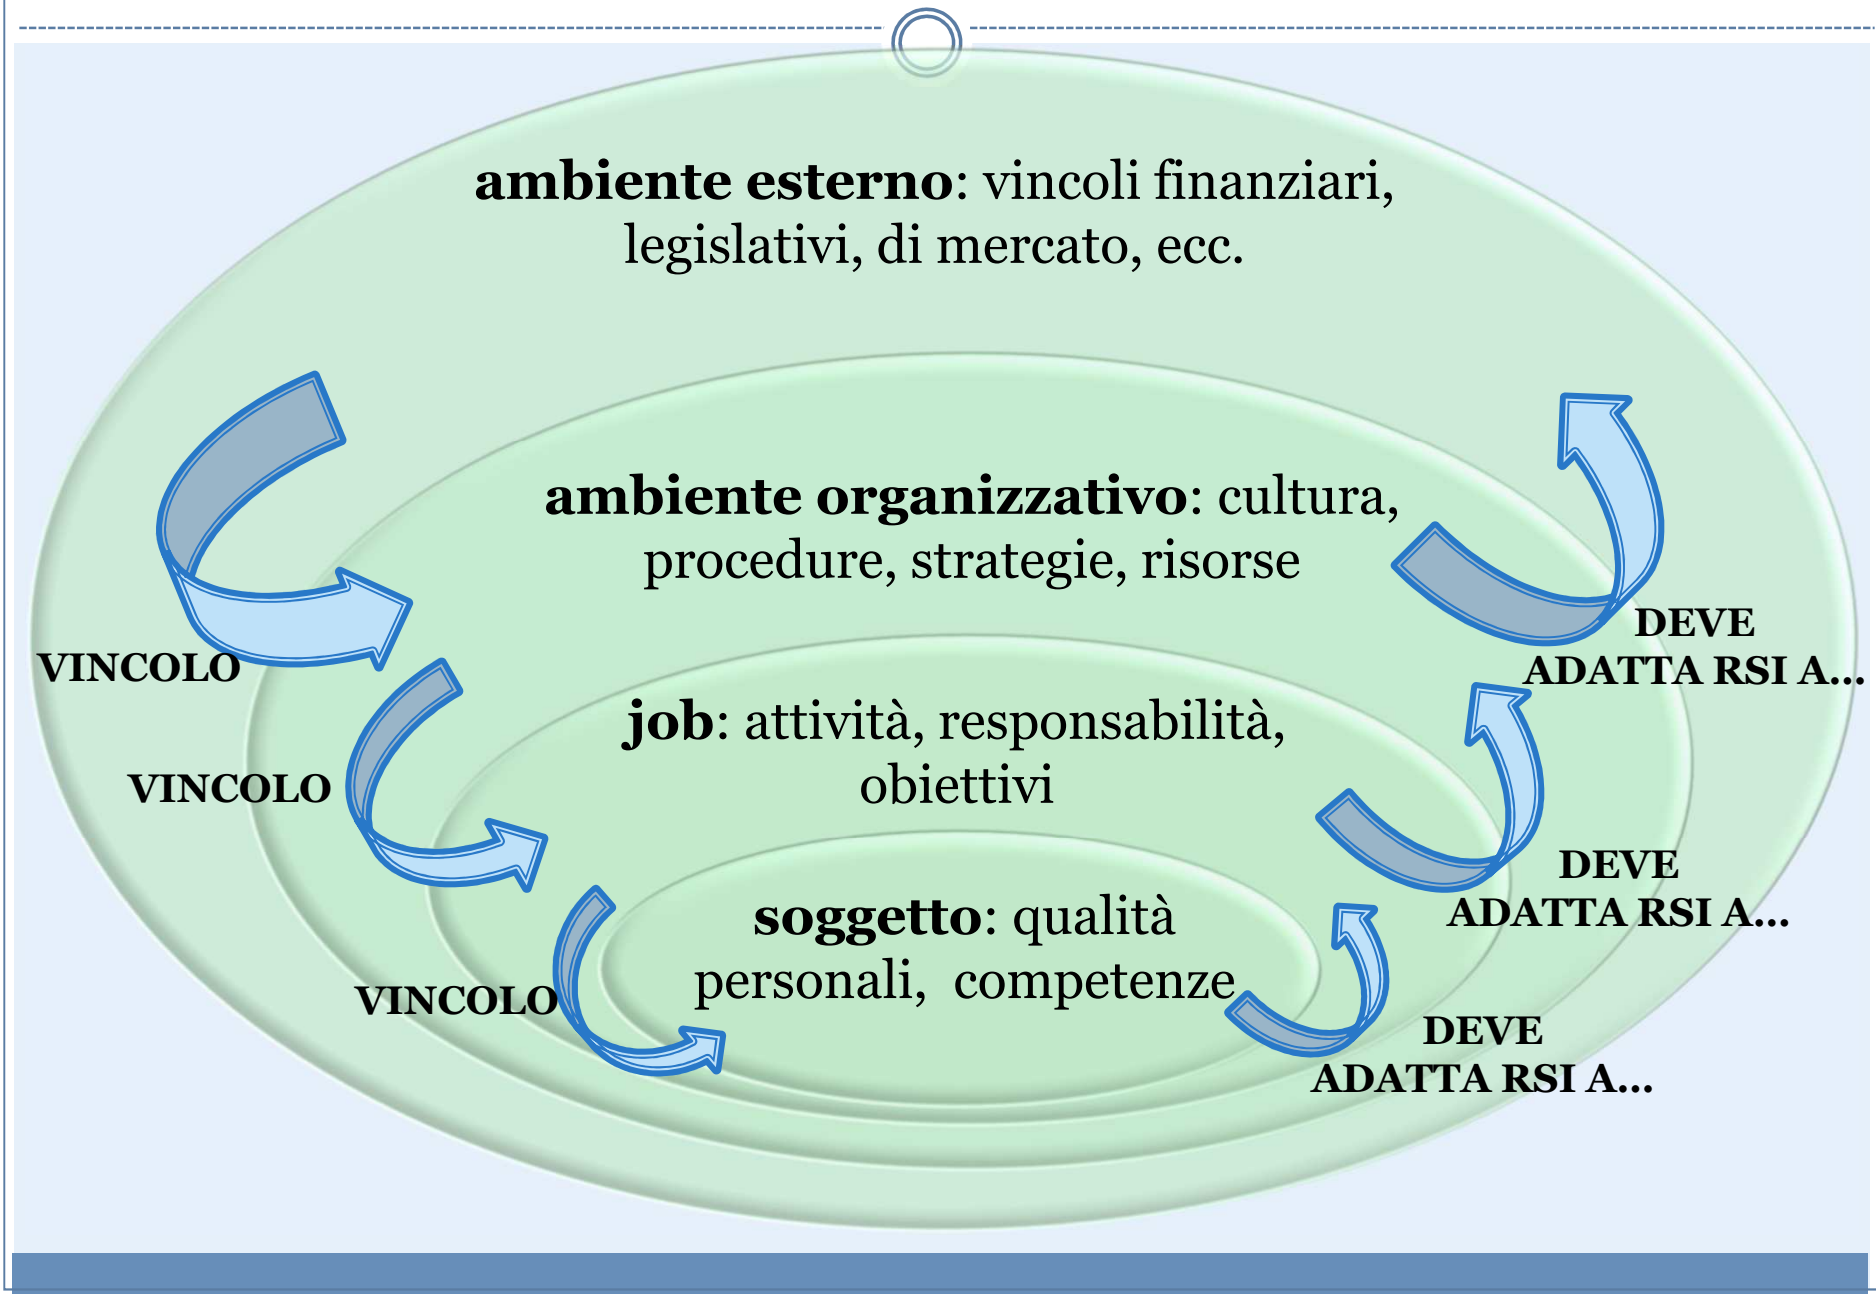 ambiente esterno: vincoli finanziari,
legislativi, di mercato, ecc.
ambiente organizzativo: cultura,
procedure, strategie, risorse
DEVE
ADATTA RSI A...
VINCOLO
job: attività, responsabilità,
obiettivi
VINCOLO
DEVE
ADATTA RSI A...
soggetto: qualità
personali, competenze
VINCOLO
DEVE
ADATTA RSI A...